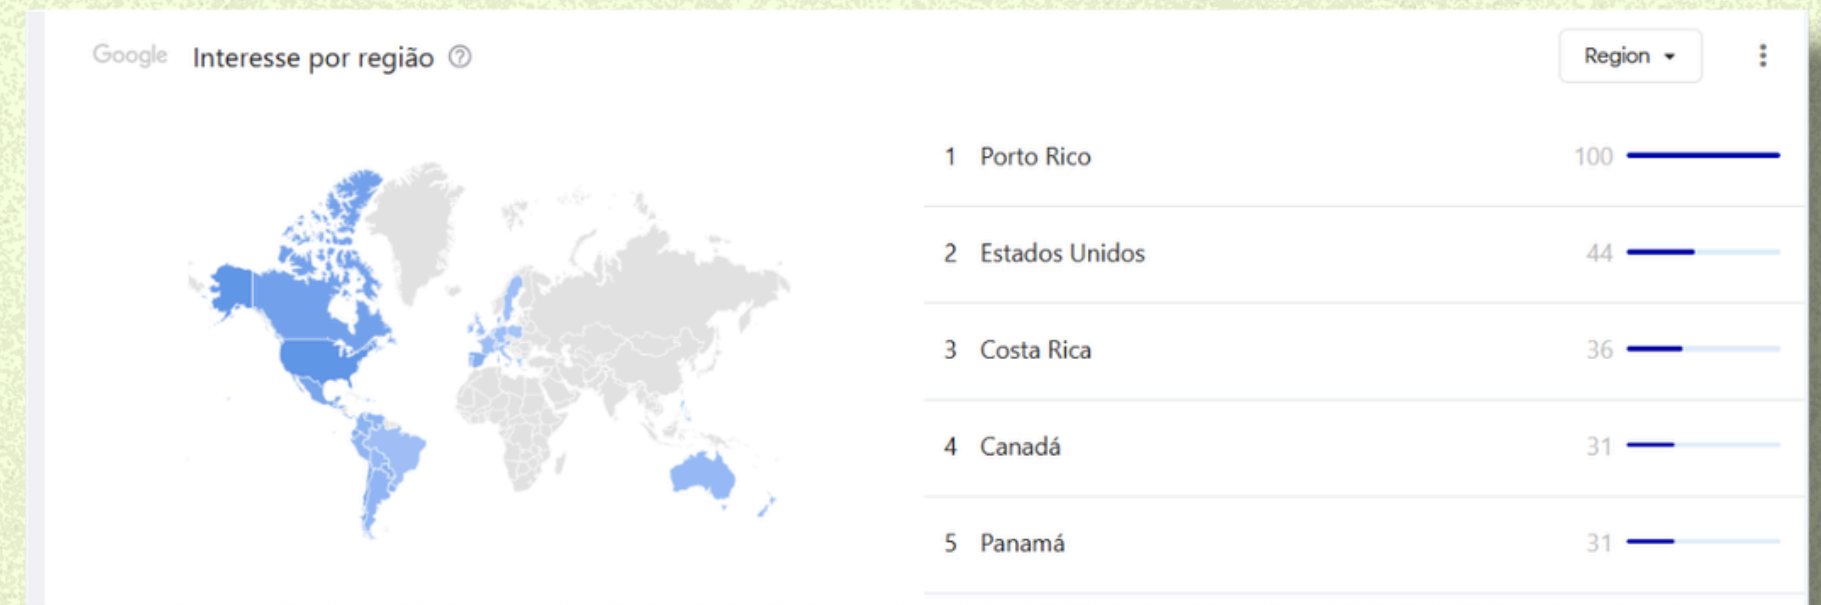 Google Interesse por região ?
Region
1 Porto Rico 100
2 Estados Unidos 44
3 Costa Rica 36
4 Canadá 31
5 Panamá 31